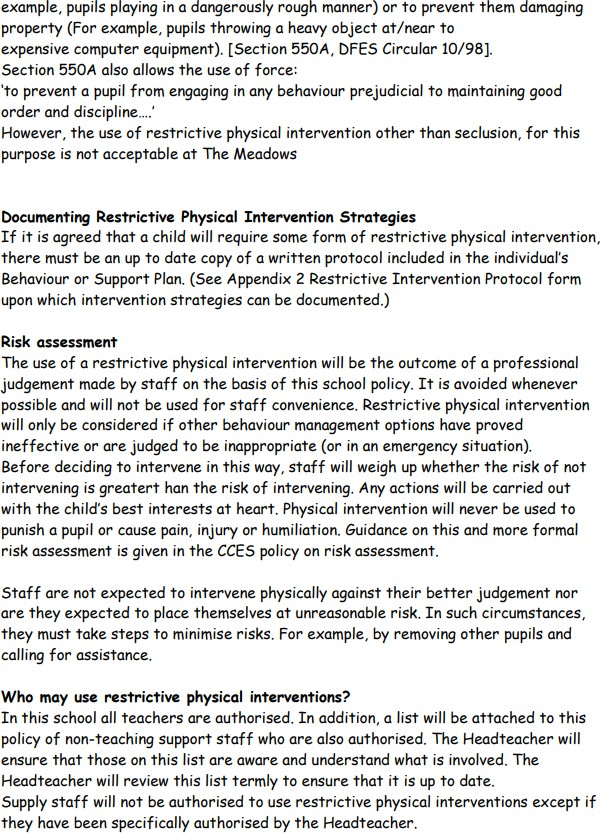 example, pupils playing in a dangerously rough manner) or to prevent them damaging
property (For example, pupils throwing a heavy object at/near to
expensive computer equipment). [Section 550A, DFES Circular 10/98].
Section 550A also allows the use of force:
‘to prevent a pupil from engaging in any behaviour prejudicial to maintaining good
order and discipline….’
However, the use of restrictive physical intervention other than seclusion, for this
purpose is not acceptable at The Meadows
Documenting Restrictive Physical Intervention Strategies
If it is agreed that a child will require some form of restrictive physical intervention,
there must be an up to date copy of a written protocol included in the individual’s
Behaviour or Support Plan. (See Appendix 2 Restrictive Intervention Protocol form
upon which intervention strategies can be documented.)
Risk assessment
The use of a restrictive physical intervention will be the outcome of a professional
judgement made by staff on the basis of this school policy. It is avoided whenever
possible and will not be used for staff convenience. Restrictive physical intervention
will only be considered if other behaviour management options have proved
ineffective or are judged to be inappropriate (or in an emergency situation).
Before deciding to intervene in this way, staff will weigh up whether the risk of not
intervening is greatert han the risk of intervening. Any actions will be carried out
with the child’s best interests at heart. Physical intervention will never be used to
punish a pupil or cause pain, injury or humiliation. Guidance on this and more formal
risk assessment is given in the CCES policy on risk assessment.
Staff are not expected to intervene physically against their better judgement nor
are they expected to place themselves at unreasonable risk. In such circumstances,
they must take steps to minimise risks. For example, by removing other pupils and
calling for assistance.
Who may use restrictive physical interventions?
In this school all teachers are authorised. In addition, a list will be attached to this
policy of non-teaching support staff who are also authorised. The Headteacher will
ensure that those on this list are aware and understand what is involved. The
Headteacher will review this list termly to ensure that it is up to date.
Supply staff will not be authorised to use restrictive physical interventions except if
they have been specifically authorised by the Headteacher.